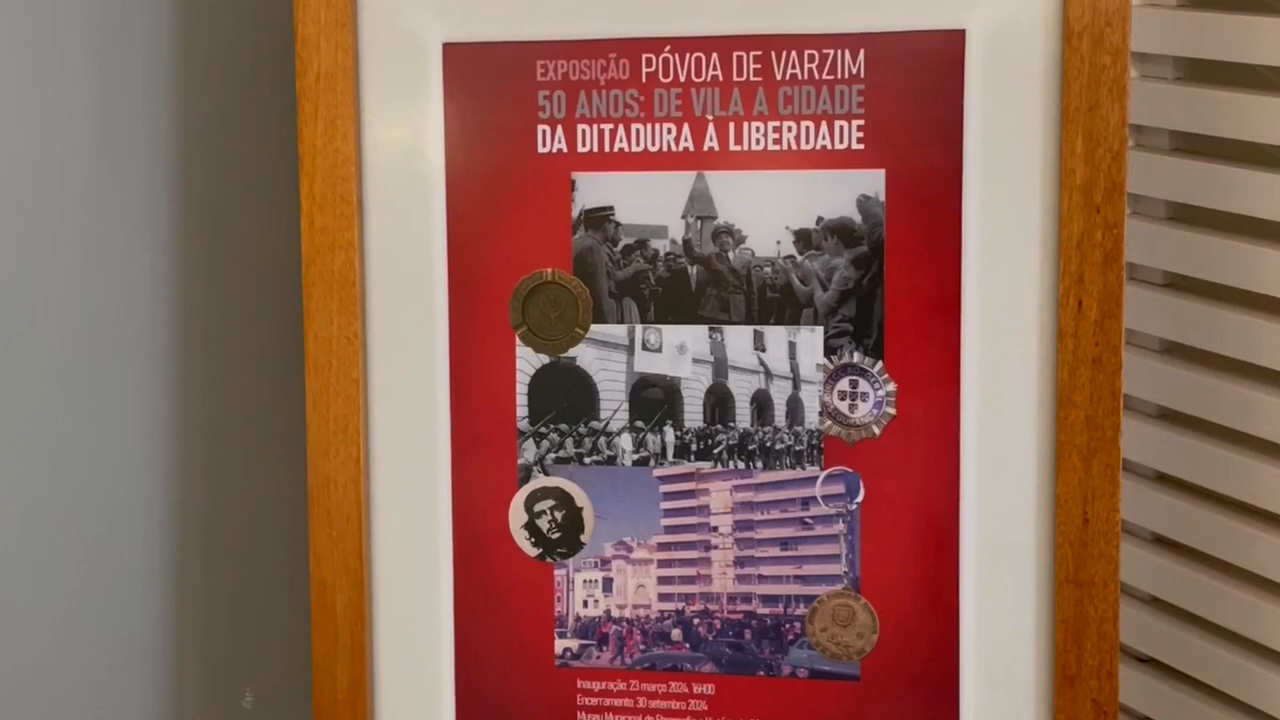 EXPOSIÇÃO PÓVOA DE VARZIM
50 ANOS: DE VILA A CIDADE
DA DITADURA À LIBERDADE
Inauguração: 23 março 2024. 16H00
Encerramento: 30 setembro 2024
Museu Municipal de